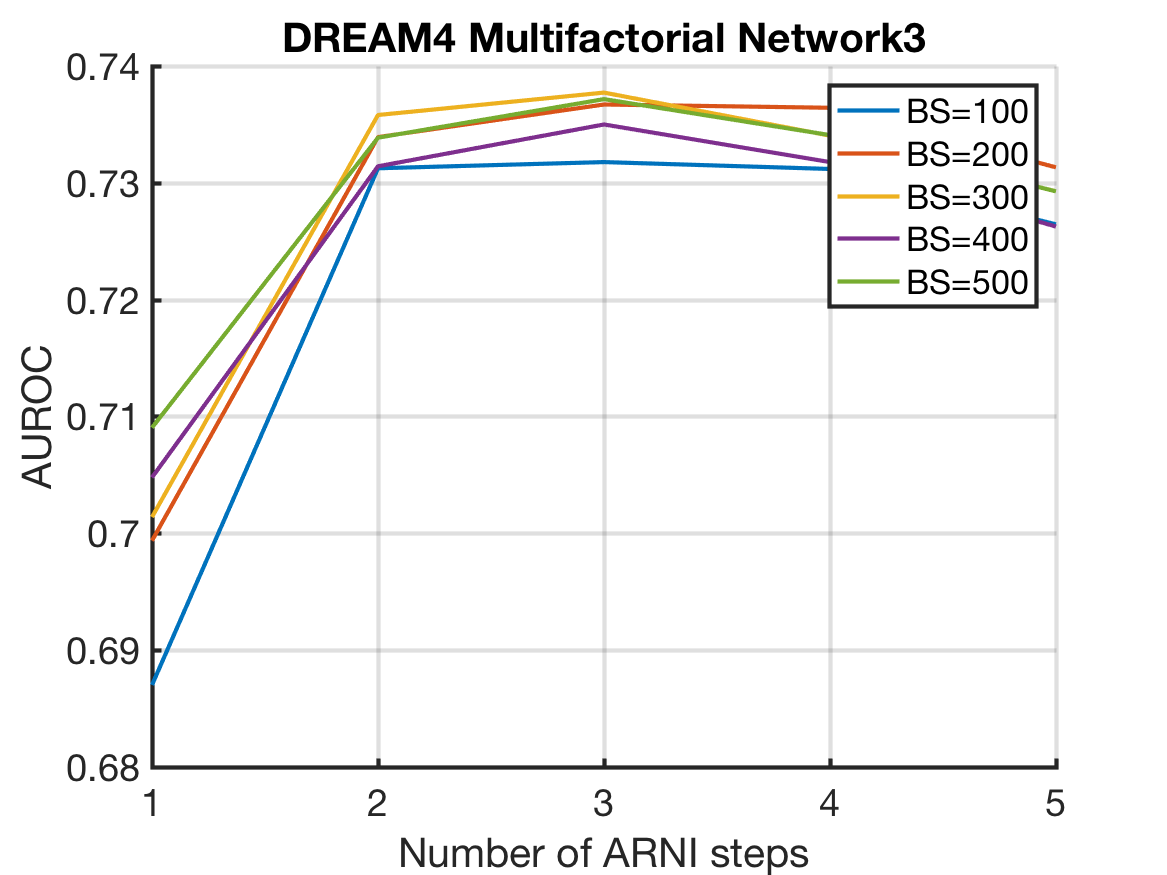 DREAM4 Multifactorial Network3
0.74
0.73
0.72
0.71
0.7
0.69
0.68
AUROC
BS=100
BS=200
BS=300
BS=400
BS=500
1 2 3 4 5
Number of ARNI steps